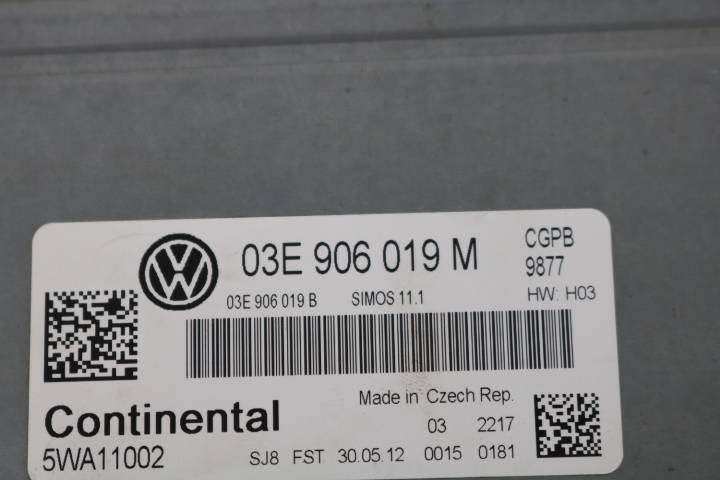 03E 906 019 M CGPB
9877
03E 906 019 B SIMOS 11.1 HW: H03
Made in Czech Rep.
Continental 03 2217
5WA11002 SJ8 FST 30.05.12 0015 0181